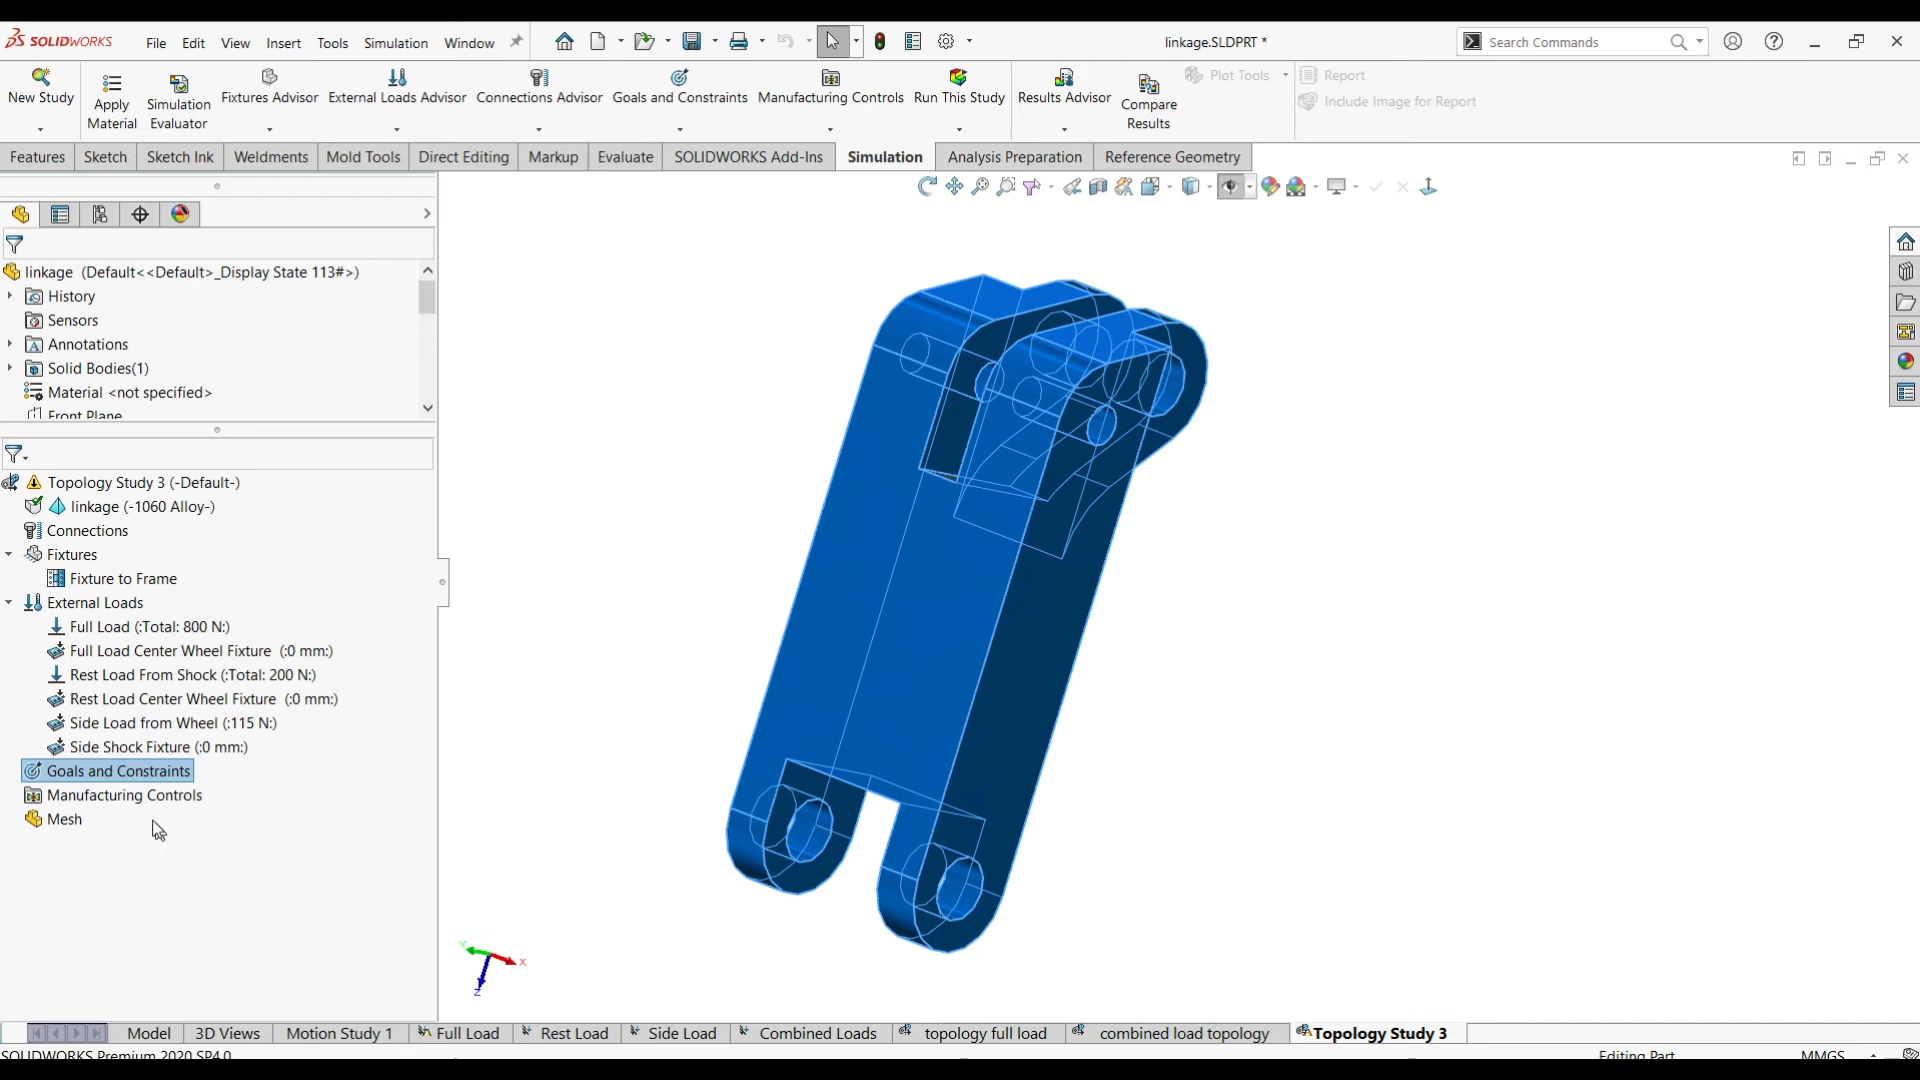 SOLIDWORKS File Edit View Insert Tools Simulation Window linkage.SLDPRT * Search Commands
New Study Apply Material Simulation Evaluator Fixtures Advisor External Loads Advisor Connections Advisor Goals and Constraints Manufacturing Controls Run This Study Results Advisor Compare Results Plot Tools Report
Include Image for Report
Features Sketch Sketch Ink Weldments Mold Tools Direct Editing Markup Evaluate SOLIDWORKS Add-Ins Simulation Analysis Preparation Reference Geometry
linkage (Default<<Default>_Display State 113#>)
History
Sensors
Annotations
Solid Bodies(1)
Material <not specified>
Front Plane
Topology Study 3 (-Default-)
linkage (-1060 Alloy-)
Connections
Fixtures
Fixture to Frame
External Loads
Full Load (:Total: 800 N:)
Full Load Center Wheel Fixture (:0 mm:)
Rest Load From Shock (:Total: 200 N:)
Rest Load Center Wheel Fixture (:0 mm:)
Side Load from Wheel (:115 N:)
Side Shock Fixture (:0 mm:)
Goals and Constraints
Manufacturing Controls
Mesh
Y X
Z
Model 3D Views Motion Study 1 Full Load Rest Load Side Load Combined Loads topology full load combined load topology Topology Study 3
SOLIDWORKS Premium 2020 SP4.0 Editing Part MMGS